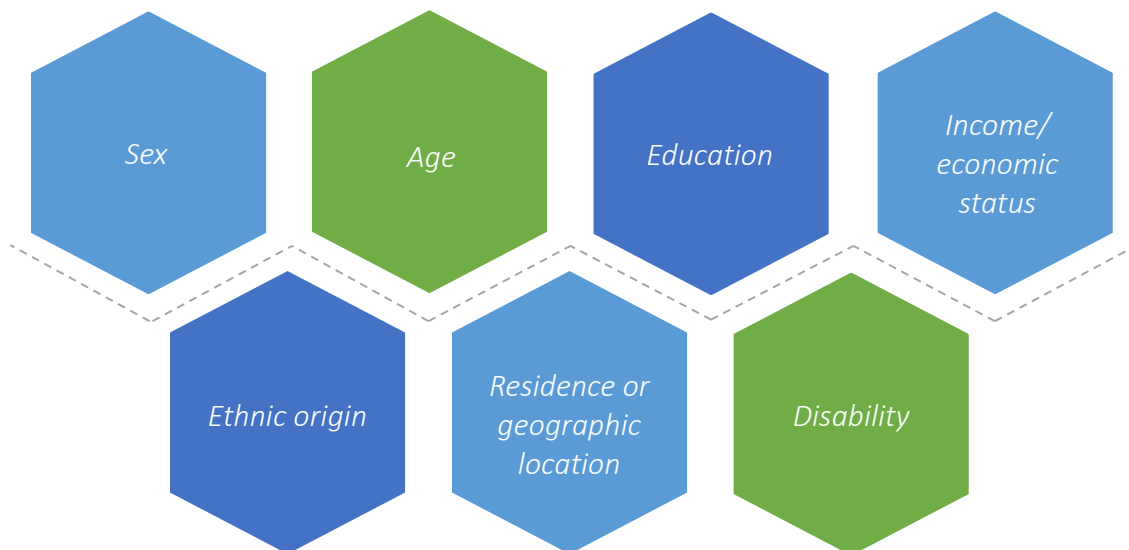 Sex
Age
Education
Income/
economic
status
Ethnic origin
Residence or
geographic
location
Disability